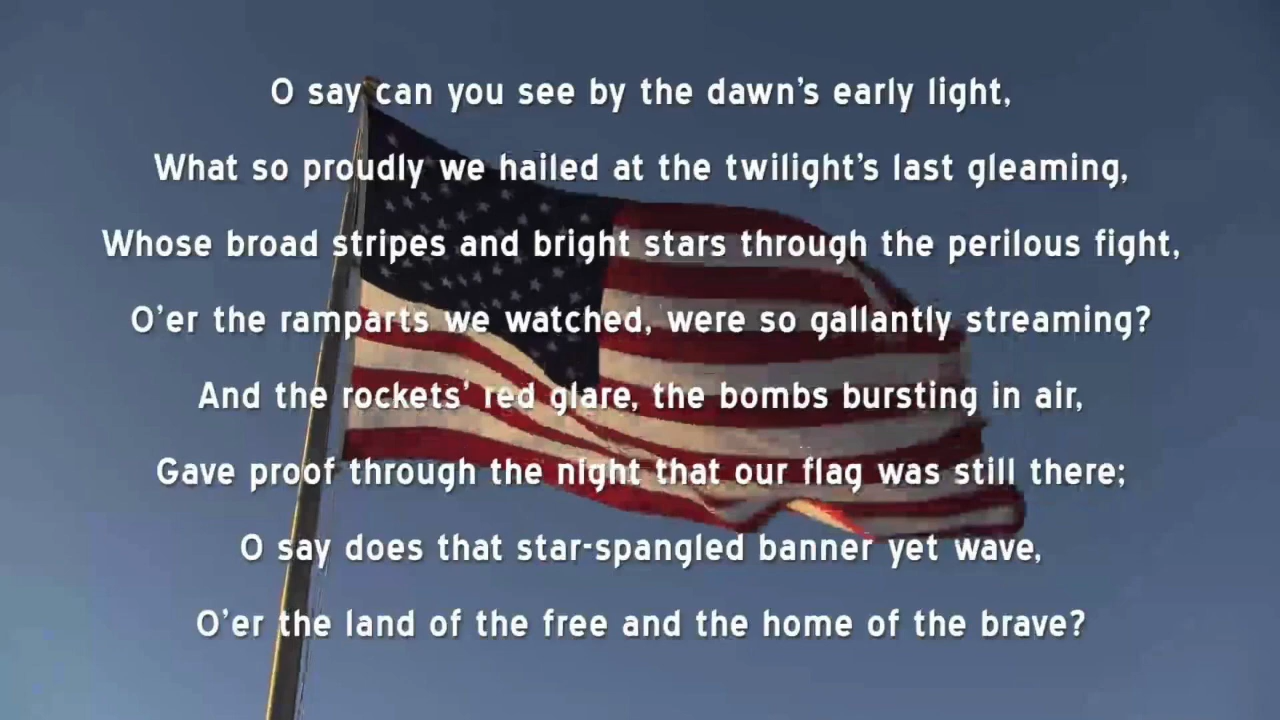 O say can you see by the dawn’s early light,
What so proudly we hailed at the twilight’s last gleaming,
Whose broad stripes and bright stars through the perilous fight,
O’er the ramparts we watched, were so gallantly streaming?
And the rockets’ red glare, the bombs bursting in air,
Gave proof through the night that our flag was still there;
O say does that star-spangled banner yet wave,
O’er the land of the free and the home of the brave?